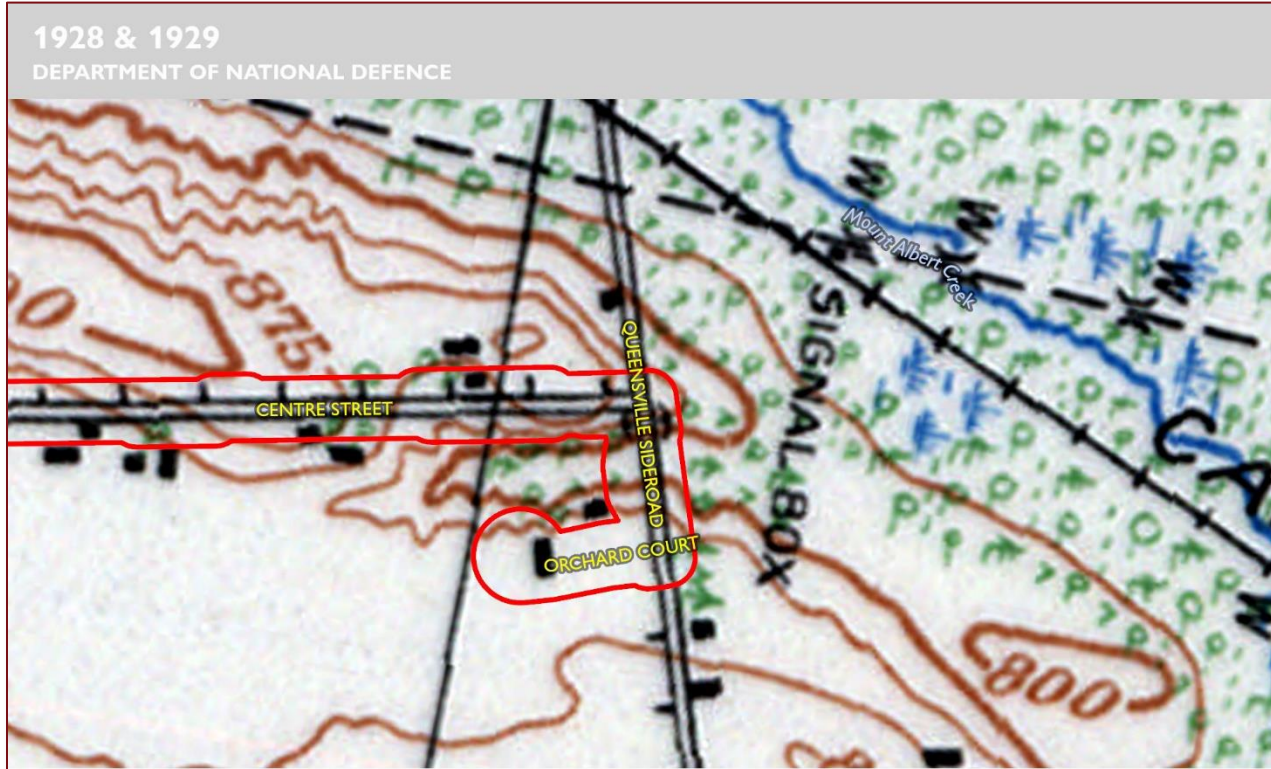 1928 & 1929
DEPARTMENT OF NATIONAL DEFENCE
W
W
Mount Albert Creek
W
875
SIGNAL BOX
QUEENSVILLE SIDEROAD
CENTRE STREET
CA
ORCHARD COURT
W
800